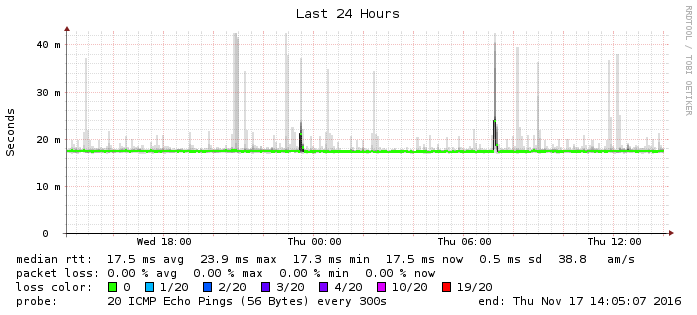 Last 24 Hours
RRDTOOL / TOBI OETIKER
Seconds
40 m
30 m
20 m
10 m
0
Wed 18:00 Thu 00:00 Thu 06:00 Thu 12:00
median rtt: 17.5 ms avg 23.9 ms max 17.3 ms min 17.5 ms now 0.5 ms sd 38.8 am/s
packet loss: 0.00 % avg 0.00 % max 0.00 % min 0.00 % now
loss color: 0 1/20 2/20 3/20 4/20 10/20 19/20
probe: 20 ICMP Echo Pings (56 Bytes) every 300s end: Thu Nov 17 14:05:07 2016